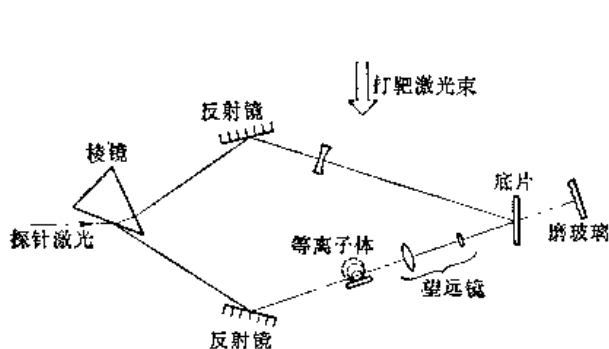 打靶激光束
反射镜
棱镜
底片
探针激光
等离子体
磨玻璃
望远镜
反射镜